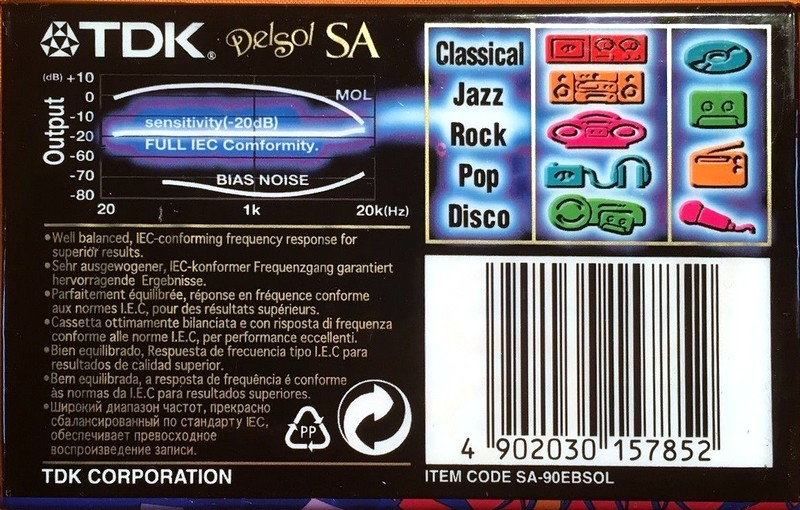 TDK® Delsol SA
(dB) +10
0
-10
-20
-60
-70
-80
Output
MOL
sensitivity(-20dB)
FULL IEC Comformity.
BIAS NOISE
20 1k 20k(Hz)
Classical
Jazz
Rock
Pop
Disco
•Well balanced, IEC-conforming frequency response for
superior results.
•Sehr ausgewogener, IEC-konformer Frequenzgang garantiert
hervorragende Ergebnisse.
•Parfaitement équilibrée, réponse en fréquence conforme
aux normes I.E.C, pour des résultats supérieurs.
•Cassetta ottimamente bilanciata e con risposta di frequenza
conforme alle norme I.E.C, per performance eccellenti.
•Bien equilibrado, Respuesta de frecuencia tipo I.E.C para
resultados de calidad superior.
•Bem equilibrada, a resposta de frequência é conforme
às normas da I.E.C para resultados superiores.
•Широкий диапазон частот, прекрасно
сбалансированный по стандарту IEC,
обеспечивает превосходное
воспроизведение записи.
PP
TDK CORPORATION
4 902030 157852
ITEM CODE SA-90EBSOL